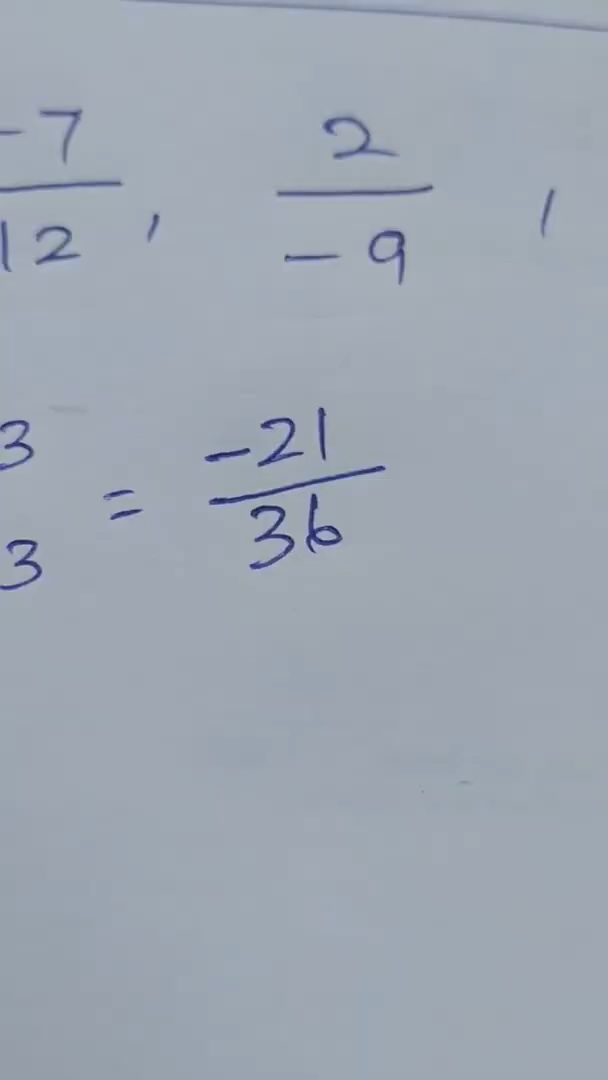 -7/12 , 2/-9 ,
3/3 = -21/36